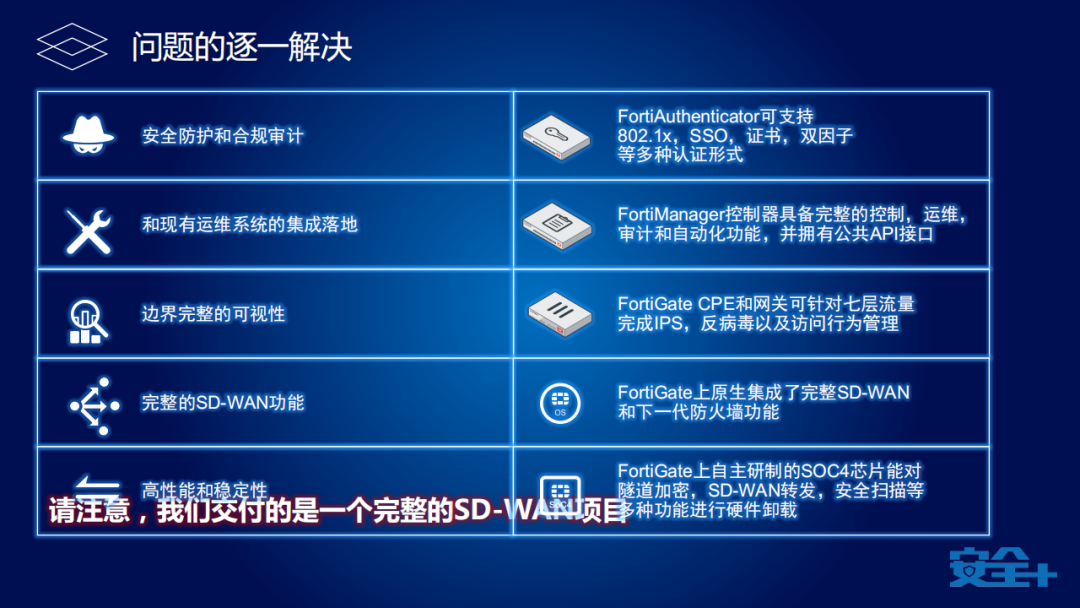 问题的逐一解决
安全防护和合规审计
FortiAuthenticator可支持
802.1x，SSO，证书，双因子
等多种认证形式
和现有运维系统的集成落地
FortiManager控制器具备完整的控制，运维，
审计和自动化功能，并拥有公共API接口
边界完整的可视性
FortiGate CPE和网关可针对七层流量
完成IPS，反病毒以及访问行为管理
完整的SD-WAN功能
OS
FortiGate上原生集成了完整SD-WAN
和下一代防火墙功能
高性能和稳定性
FortiGate上自主研制的SOC4芯片能对
隧道加密，SD-WAN转发，安全扫描等
多种功能进行硬件卸载
请注意，我们交付的是一个完整的SD-WAN项目
安全+